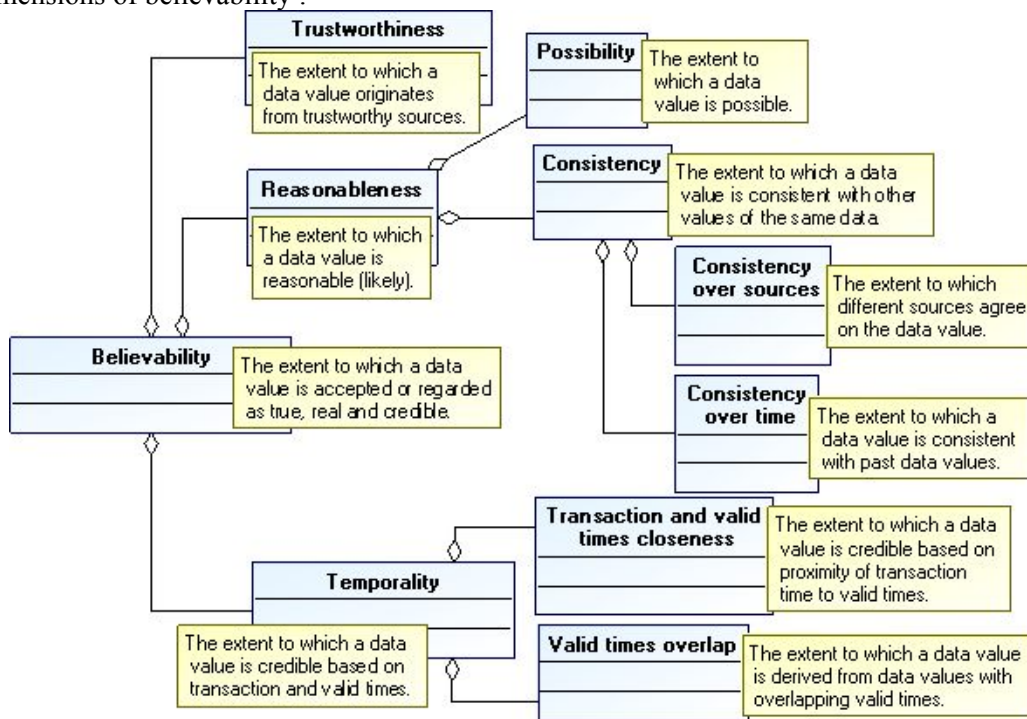 mensions of believability :
Trustworthiness
The extent to which a
data value originates
from trustworthy sources.
Possibility
The extent to
which a data
value is possible.
Reasonableness
The extent to which
a data value is
reasonable (likely).
Consistency
The extent to which a data
value is consistent with other
values of the same data.
Consistency
over sources
The extent to which
different sources agree
on the data value.
Believability
The extent to which a data
value is accepted or regarded
as true, real and credible.
Consistency
over time
The extent to which a
data value is consistent
with past data values.
Transaction and valid
times closeness
The extent to which a data
value is credible based on
proximity of transaction
time to valid times.
Temporality
The extent to which a data
value is credible based on
transaction and valid times.
Valid times overlap
The extent to which a data value
is derived from data values with
overlapping valid times.